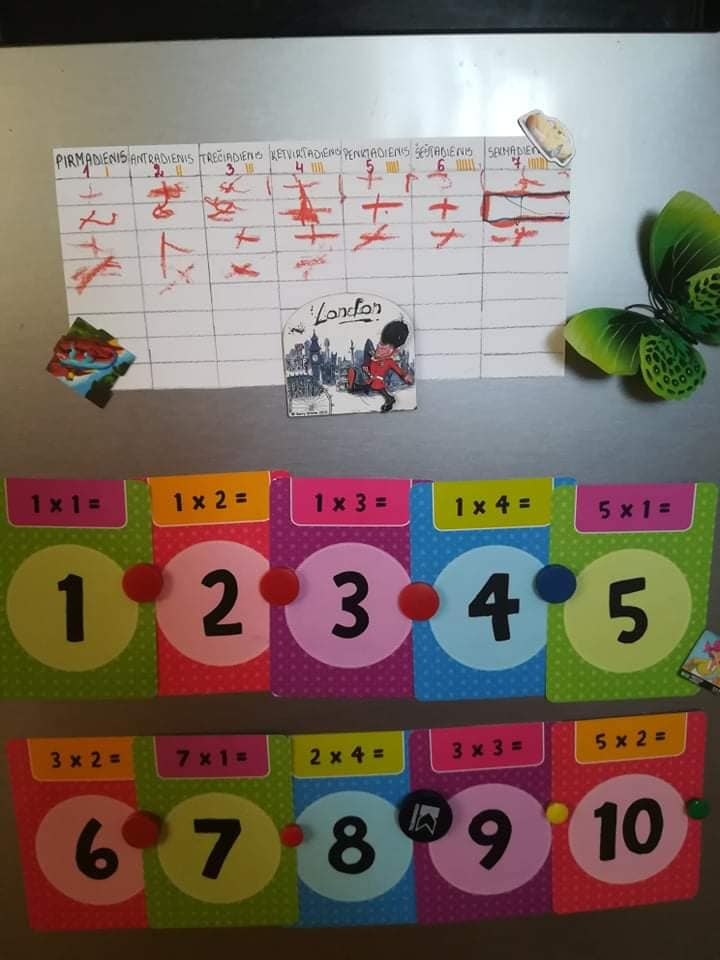 PIRMADIENIS ANTRADIENIS TREČIADIENIS KETVIRTADIENIS PENKTADIENIS ŠEŠTADIENIS
1 2 3 4 5 6 7
London
1 x 1 = 1 x 2 = 1 x 3 = 1 x 4 = 5 x 1 =
1 2 3 4 5
3 x 2 = 7 x 1 = 2 x 4 = 3 x 3 = 5 x 2 =
6 7 8 9 10